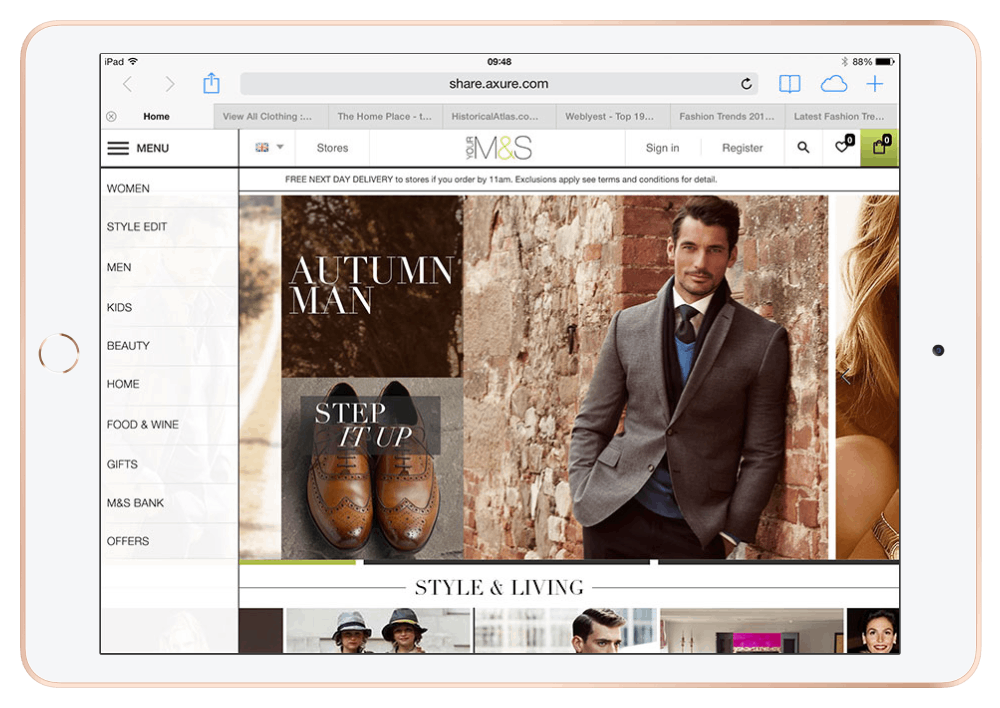 iPad 09:48 88%
share.axure.com
Home View All Clothing :... The Home Place - t... HistoricalAtlas.co... Weblyest - Top 19... Fashion Trends 201... Latest Fashion Tre...
MENU Stores YOUR M&S Sign in Register 0 0
FREE NEXT DAY DELIVERY to stores if you order by 11am. Exclusions apply see terms and conditions for detail.
WOMEN
STYLE EDIT
MEN
KIDS
BEAUTY
HOME
FOOD & WINE
GIFTS
M&S BANK
OFFERS
AUTUMN
MAN
STEP
IT UP
STYLE & LIVING